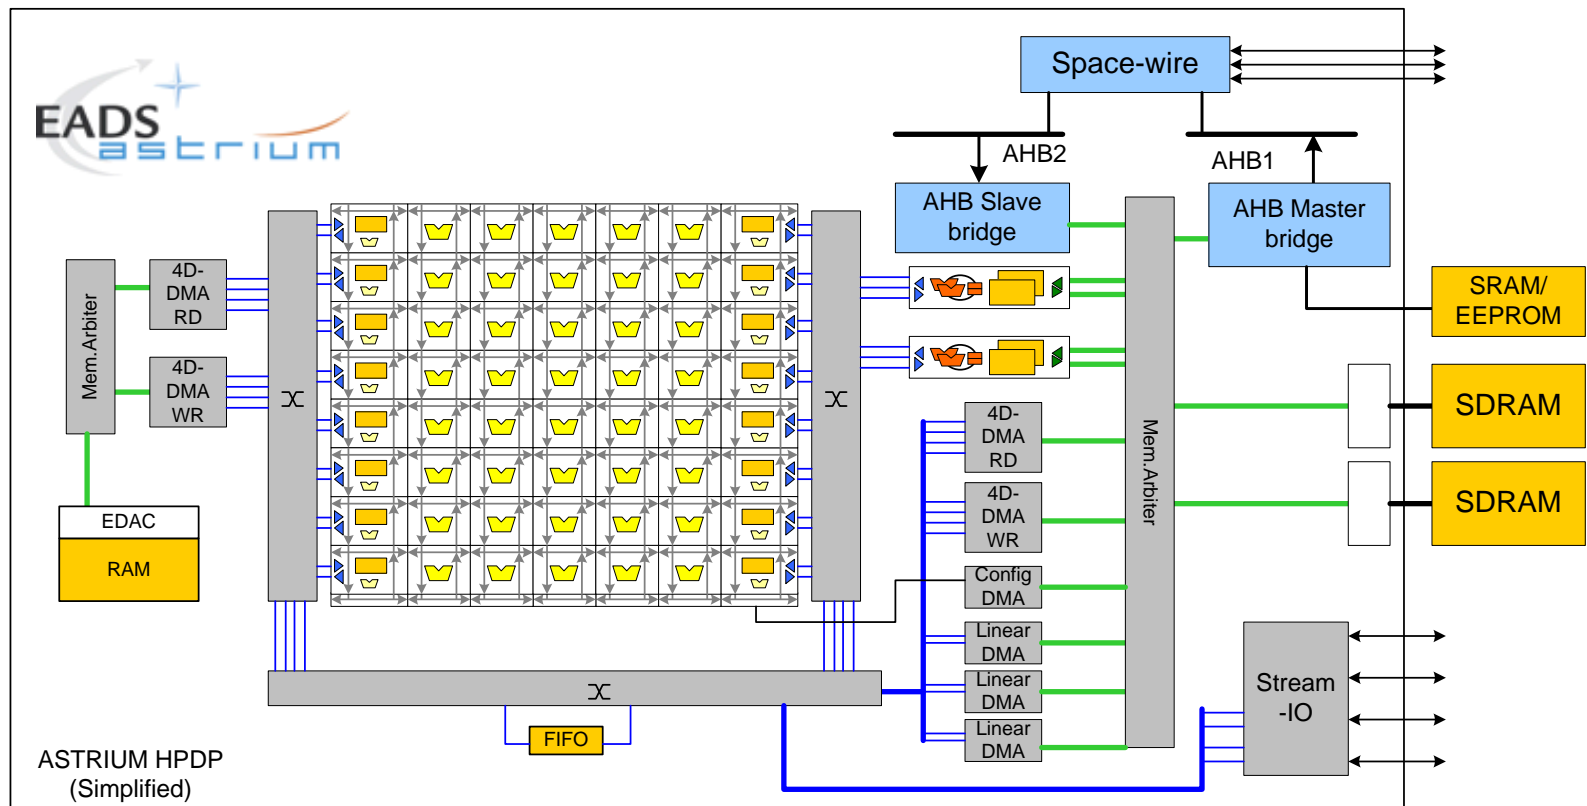 EADS
astrium
Space-wire
AHB2
AHB1
AHB Slave
bridge
AHB Master
bridge
Mem.Arbiter
4D-
DMA
RD
4D-
DMA
WR
EDAC
RAM
SRAM/
EEPROM
SDRAM
SDRAM
4D-
DMA
RD
4D-
DMA
WR
Config
DMA
Linear
DMA
Linear
DMA
Linear
DMA
Mem.Arbiter
Stream
-IO
FIFO
ASTRIUM HPDP
(Simplified)